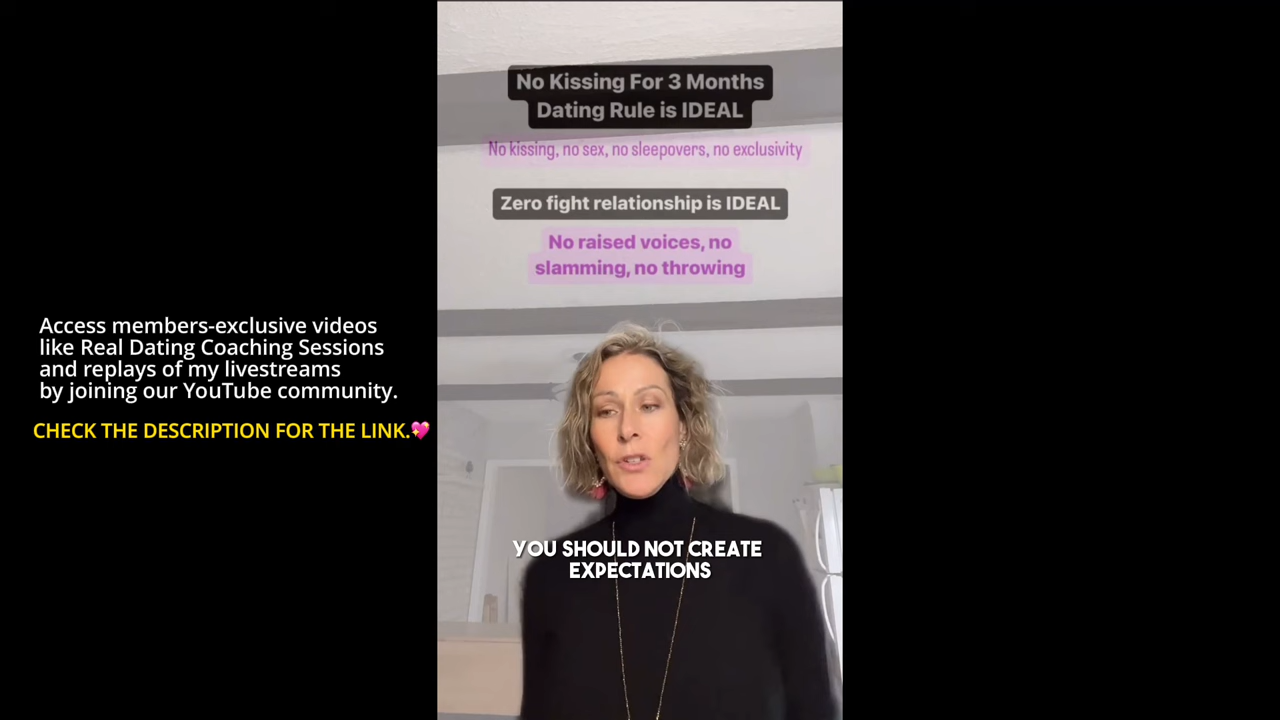 No Kissing For 3 Months
Dating Rule is IDEAL
No kissing, no sex, no sleepovers, no exclusivity
Zero fight relationship is IDEAL
No raised voices, no
slamming, no throwing
Access members-exclusive videos
like Real Dating Coaching Sessions
and replays of my livestreams
by joining our YouTube community.
CHECK THE DESCRIPTION FOR THE LINK.💖
YOU SHOULD NOT CREATE
EXPECTATIONS